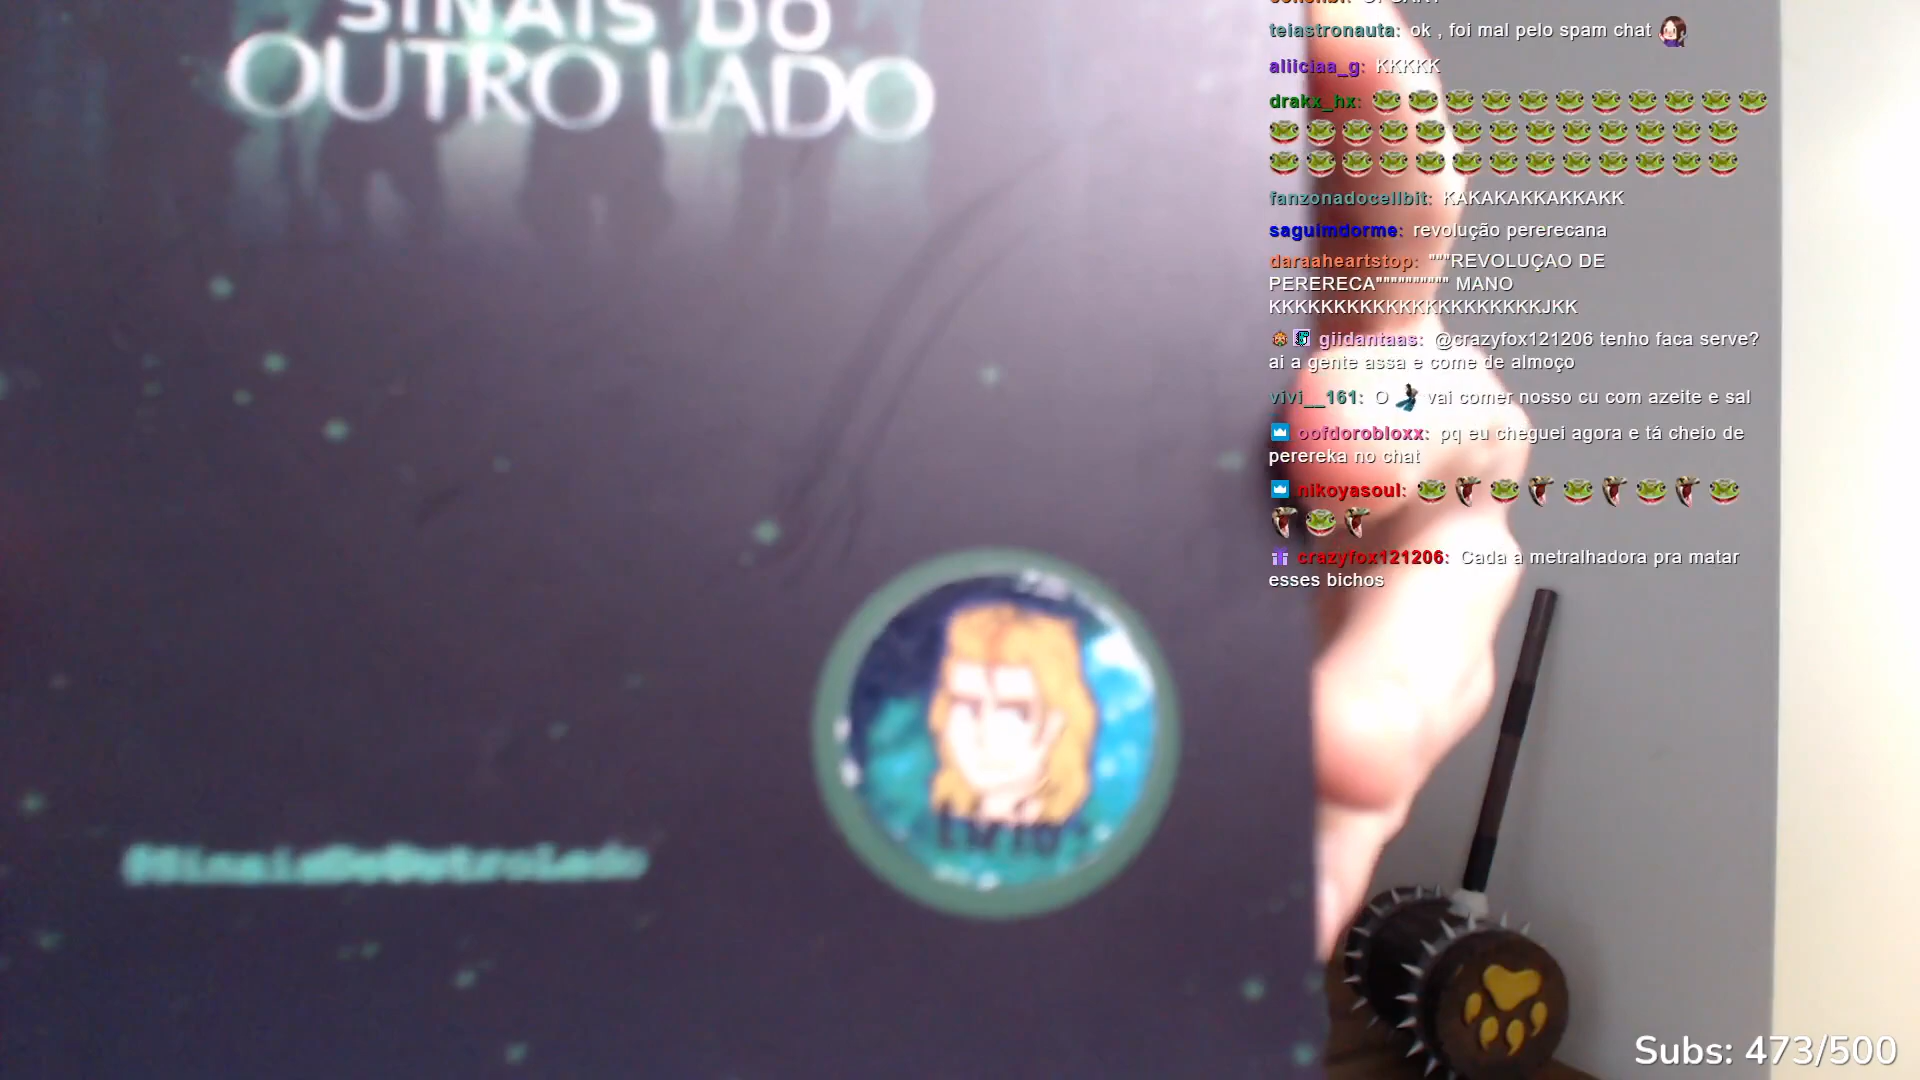 SINAIS DO
OUTRO LADO
@SinaisDoOutroLado
teiastronauta: ok , foi mal pelo spam chat
aliiciaa_g: KKKKK
drakx_hx:
fanzonadocellbit: KAKAKAKKAKKAKK
saguimdorme: revolução pererecana
daraaheartstop: """REVOLUÇAO DE
PERERECA"""""""""" MANO
KKKKKKKKKKKKKKKKKKKKKJKK
giidantaas: @crazyfox121206 tenho faca serve?
ai a gente assa e come de almoço
vivi__161: O vai comer nosso cu com azeite e sal
oofdorobloxx: pq eu cheguei agora e tá cheio de
perereka no chat
nikoyasoul:
crazyfox121206: Cada a metralhadora pra matar
esses bichos
Subs: 473/500